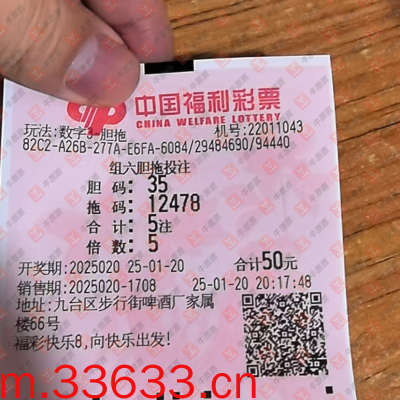 中国福利彩票
CHINA WELFARE LOTTERY
玩法:数字3-胆拖 机号:22011043
82C2-A26B-277A-E6FA-6084/29484690/94440
组六胆拖投注
胆 码: 35
拖 码: 12478
合 计: 5注
倍 数: 5
开奖期:2025020 25-01-20 合计50元
销售期:2025020-1708 25-01-20 20:17:48
地址:九台区步行街啤酒厂家属
楼66号
福彩快乐8,向快乐出发!
m.33633.cn